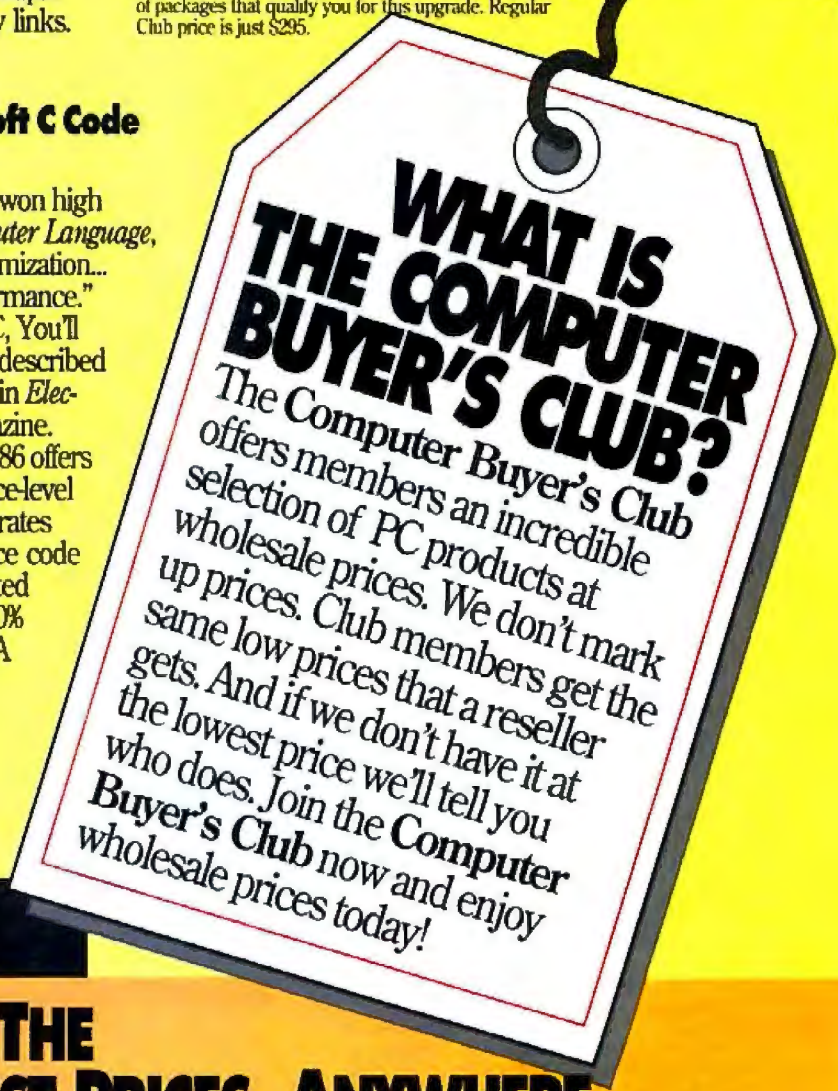 y links.
of packages that qualify you for this upgrade. Regular
Club price is just $295.
oft C Code
won high
uter Language,
mization...
rmance."
C, You'll
described
in Elec-
zine.
86 offers
ce-level
rates
ce code
ted
0%
A
WHAT IS
THE COMPUTER
BUYER'S CLUB?
The Computer Buyer's Club
offers members an incredible
selection of PC products at
wholesale prices. We don't mark
up prices. Club members get the
same low prices that a reseller
gets. And if we don't have it at
the lowest price we'll tell you
who does. Join the Computer
Buyer's Club now and enjoy
wholesale prices today!
THE
PRICES ANYWHERE